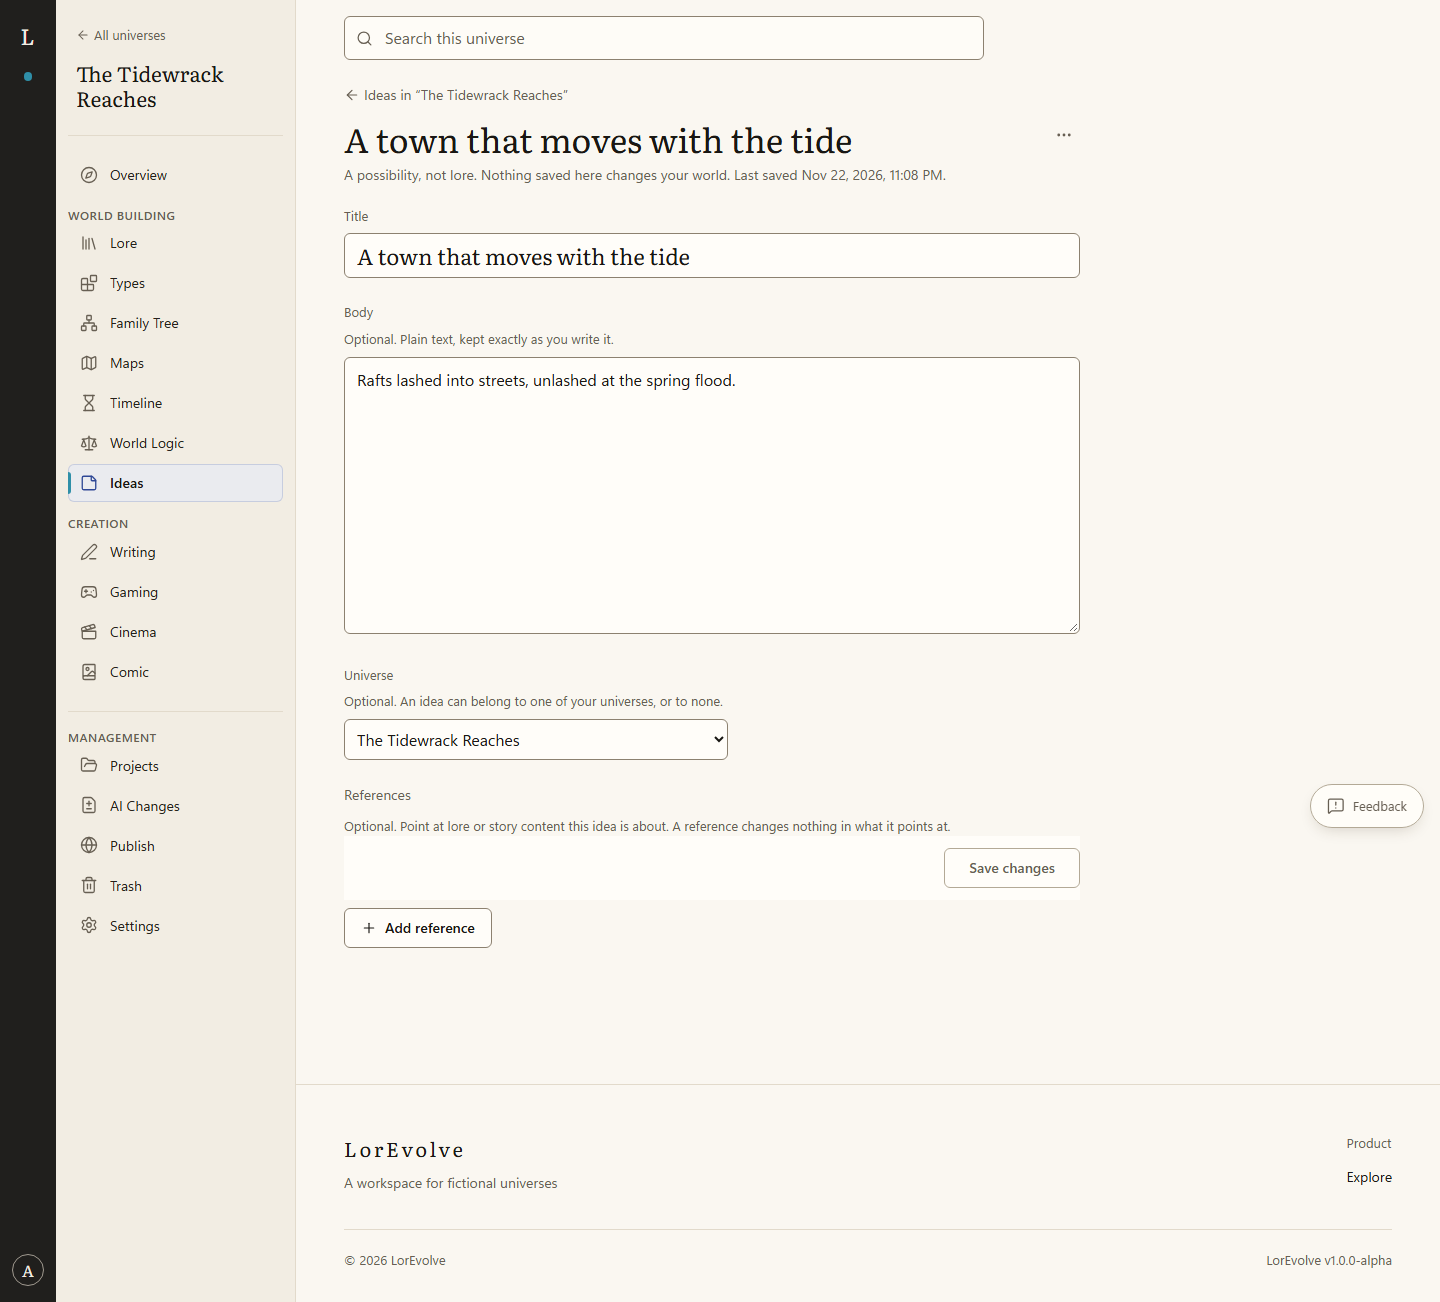 L
← All universes
The Tidewrack
Reaches
Overview
WORLD BUILDING
Lore
Types
Family Tree
Maps
Timeline
World Logic
Ideas
CREATION
Writing
Gaming
Cinema
Comic
MANAGEMENT
Projects
AI Changes
Publish
Trash
Settings
A
Search this universe
← Ideas in “The Tidewrack Reaches”
A town that moves with the tide
A possibility, not lore. Nothing saved here changes your world. Last saved Nov 22, 2026, 11:08 PM.
Title
A town that moves with the tide
Body
Optional. Plain text, kept exactly as you write it.
Rafts lashed into streets, unlashed at the spring flood.
Universe
Optional. An idea can belong to one of your universes, or to none.
The Tidewrack Reaches
References
Optional. Point at lore or story content this idea is about. A reference changes nothing in what it points at.
Save changes
+ Add reference
Feedback
LorEvolve
A workspace for fictional universes
Product
Explore
© 2026 LorEvolve
LorEvolve v1.0.0-alpha